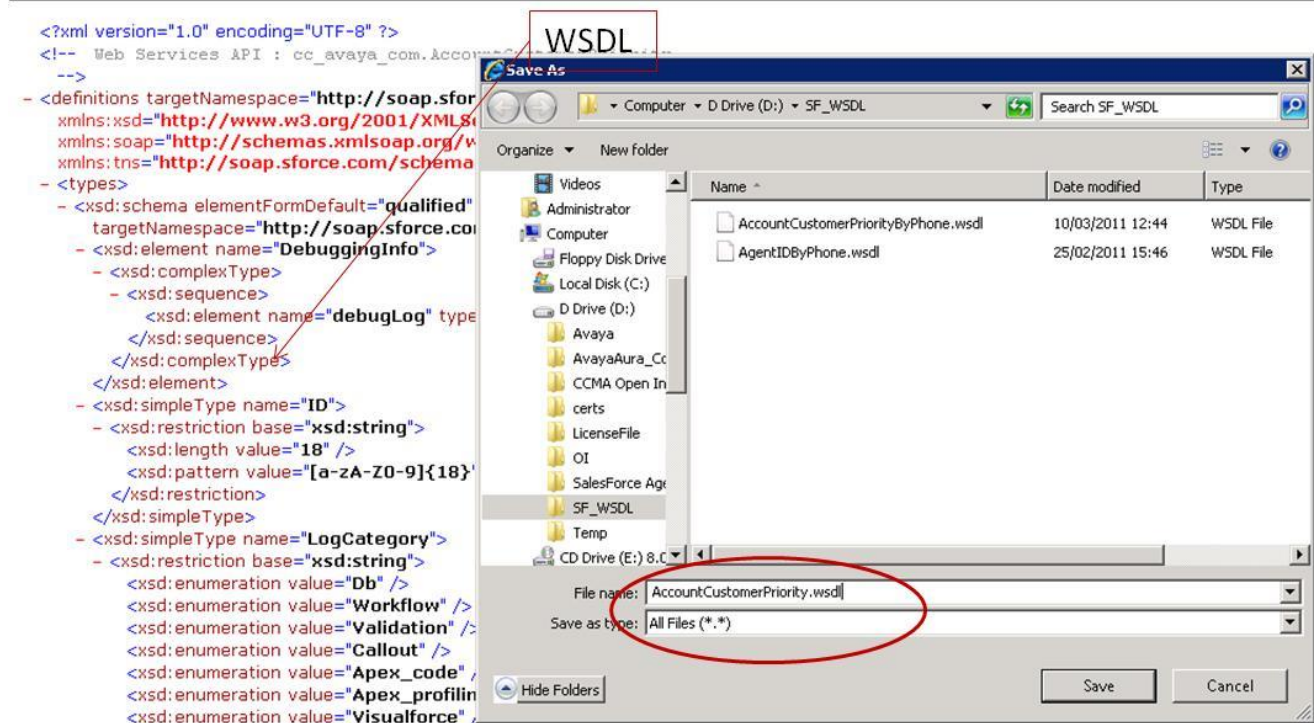 WSDL
<?xml version="1.0" encoding="UTF-8" ?>
<!-- Web Services API : cc_avaya_com.Accou
-->
- <definitions targetNamespace="http://soap.sfor
xmlns:xsd="http://www.w3.org/2001/XMLS
xmlns:soap="http://schemas.xmlsoap.org/w
xmlns:tns="http://soap.sforce.com/schema
- <types>
- <xsd:schema elementFormDefault="qualified"
targetNamespace="http://soap.sforce.co
- <xsd:element name="DebuggingInfo">
- <xsd:complexType>
- <xsd:sequence>
<xsd:element name="debugLog" type
</xsd:sequence>
</xsd:complexType>
</xsd:element>
- <xsd:simpleType name="ID">
- <xsd:restriction base="xsd:string">
<xsd:length value="18" />
<xsd:pattern value="[a-zA-Z0-9]{18}"
</xsd:restriction>
</xsd:simpleType>
- <xsd:simpleType name="LogCategory">
- <xsd:restriction base="xsd:string">
<xsd:enumeration value="Db" />
<xsd:enumeration value="Workflow" />
<xsd:enumeration value="Validation" />
<xsd:enumeration value="Callout" />
<xsd:enumeration value="Apex_code" /
<xsd:enumeration value="Apex_profilin
<xsd:enumeration value="Visualforce" /
Save As
Computer D Drive (D:) SF_WSDL
Search SF_WSDL
Organize New folder
Videos
Administrator
Computer
Floppy Disk Drive
Local Disk (C:)
D Drive (D:)
Avaya
AvayaAura_Cc
CCMA Open In
certs
LicenseFile
OI
SalesForce Age
SF_WSDL
Temp
CD Drive (E:) 8.0
Name Date modified Type
AccountCustomerPriorityByPhone.wsdl 10/03/2011 12:44 WSDL File
AgentIDByPhone.wsdl 25/02/2011 15:46 WSDL File
File name: AccountCustomerPriority.wsdl
Save as type: All Files (*.*)
Hide Folders
Save Cancel